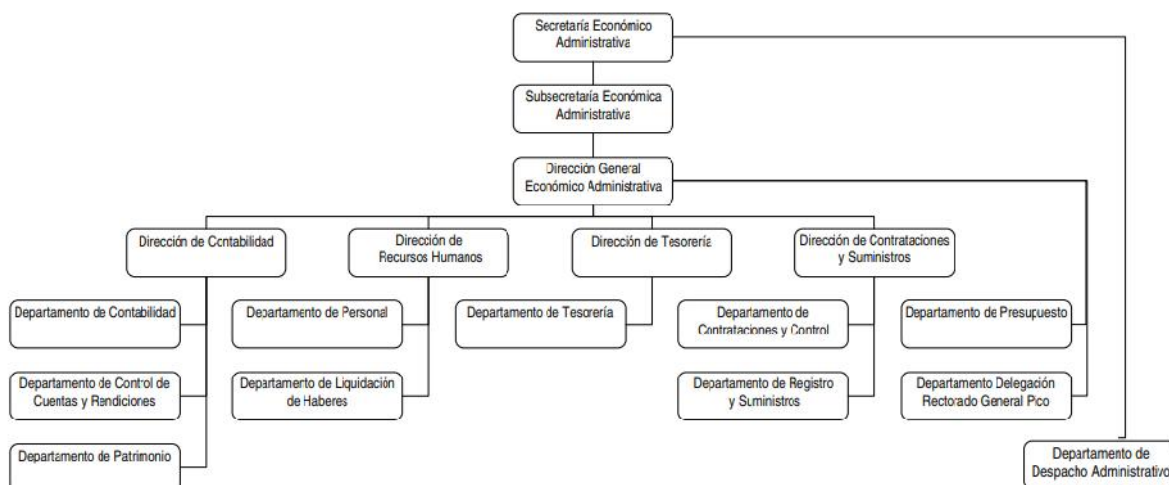 Secretaría Económico
Administrativa
Subsecretaría Económica
Administrativa
Dirección General
Económico Administrativa
Dirección de Contabilidad
Dirección de
Recursos Humanos
Dirección de Tesorería
Dirección de Contrataciones
y Suministros
Departamento de Contabilidad
Departamento de Personal
Departamento de Tesorería
Departamento de
Contrataciones y Control
Departamento de Presupuesto
Departamento de Control de
Cuentas y Rendiciones
Departamento de Liquidación
de Haberes
Departamento de Registro
y Suministros
Departamento Delegación
Rectorado General Pico
Departamento de Patrimonio
Departamento de
Despacho Administrativo